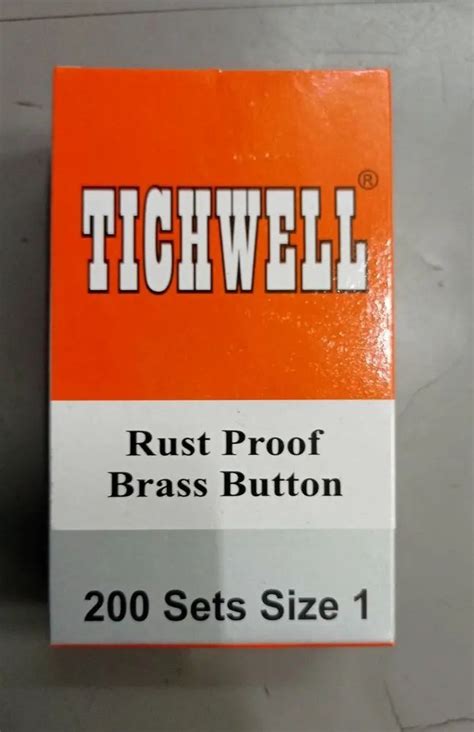 TICHWELL®
Rust Proof
Brass Button
200 Sets Size 1